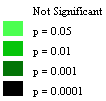 Not Significant
p = 0.05
p = 0.01
p = 0.001
p = 0.0001